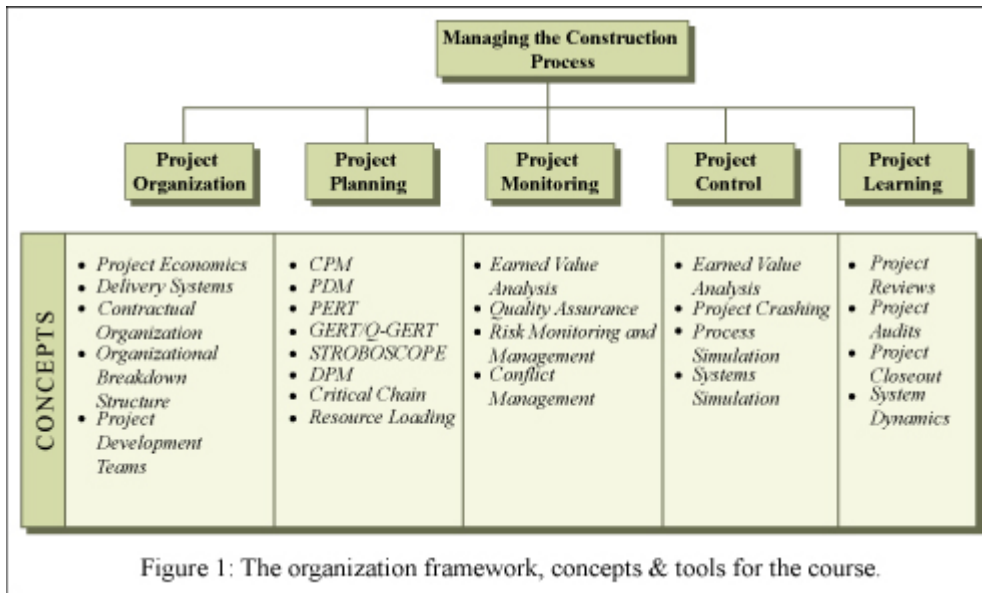 Managing the Construction
Process
Project
Organization
Project
Planning
Project
Monitoring
Project
Control
Project
Learning
CONCEPTS
• Project Economics
• Delivery Systems
• Contractual
Organization
• Organizational
Breakdown
Structure
• Project
Development
Teams
• CPM
• PDM
• PERT
• GERT/Q-GERT
• STROBOSCOPE
• DPM
• Critical Chain
• Resource Loading
• Earned Value
Analysis
• Quality Assurance
• Risk Monitoring and
Management
• Conflict
Management
• Earned Value
Analysis
• Project Crashing
• Process
Simulation
• Systems
Simulation
• Project
Reviews
• Project
Audits
• Project
Closeout
• System
Dynamics
Figure 1: The organization framework, concepts & tools for the course.